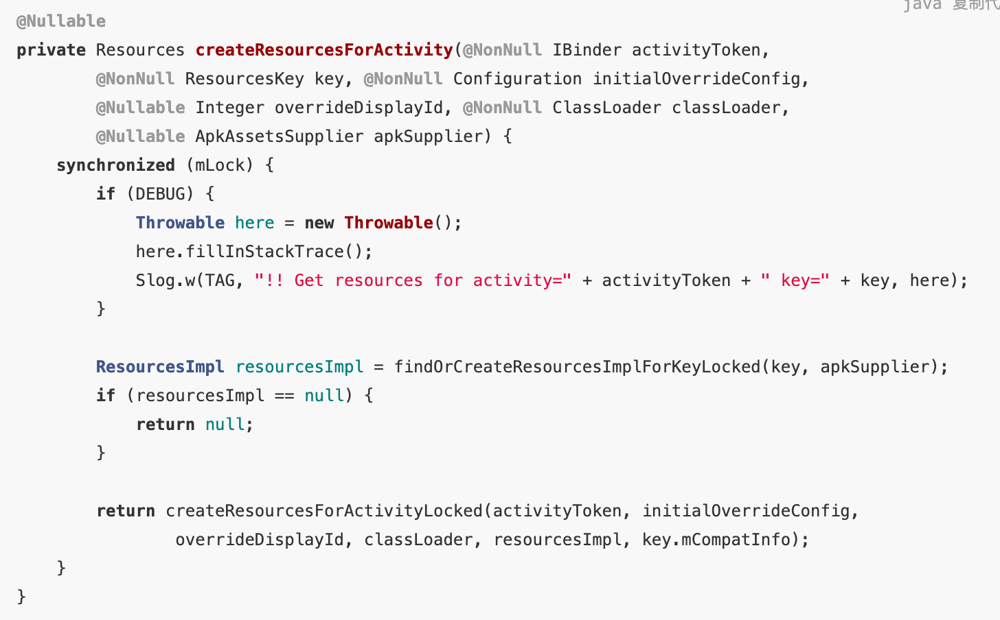 java 复制代
@Nullable
private Resources createResourcesForActivity(@NonNull IBinder activityToken,
        @NonNull ResourcesKey key, @NonNull Configuration initialOverrideConfig,
        @Nullable Integer overrideDisplayId, @NonNull ClassLoader classLoader,
        @Nullable ApkAssetsSupplier apkSupplier) {
    synchronized (mLock) {
        if (DEBUG) {
            Throwable here = new Throwable();
            here.fillInStackTrace();
            Slog.w(TAG, "!! Get resources for activity=" + activityToken + " key=" + key, here);
        }

        ResourcesImpl resourcesImpl = findOrCreateResourcesImplForKeyLocked(key, apkSupplier);
        if (resourcesImpl == null) {
            return null;
        }

        return createResourcesForActivityLocked(activityToken, initialOverrideConfig,
                overrideDisplayId, classLoader, resourcesImpl, key.mCompatInfo);
    }
}